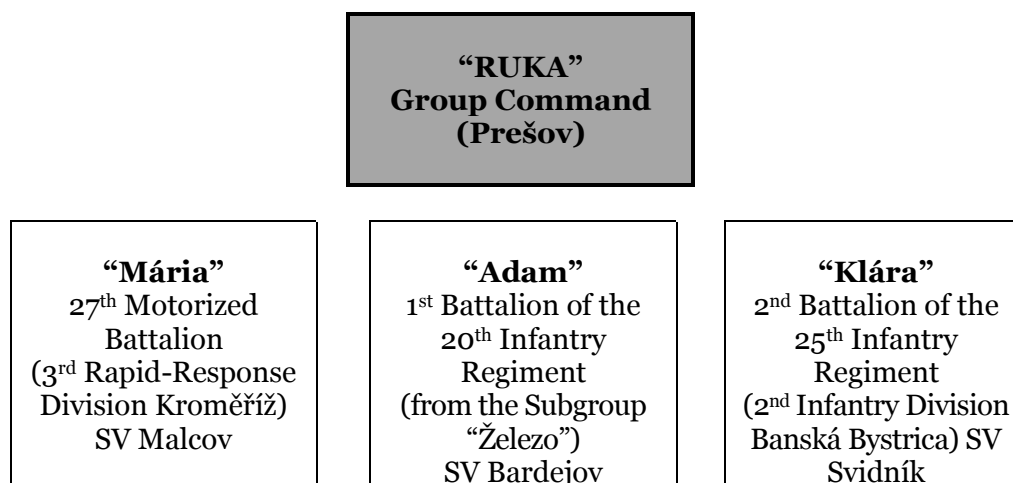 “RUKA”
Group Command
(Prešov)
“Mária”
27th Motorized
Battalion
(3rd Rapid-Response
Division Kroměříž)
SV Malcov
“Adam”
1st Battalion of the
20th Infantry
Regiment
(from the Subgroup
“Železo”)
SV Bardejov
“Klára”
2nd Battalion of the
25th Infantry
Regiment
(2nd Infantry Division
Banská Bystrica) SV
Svidník